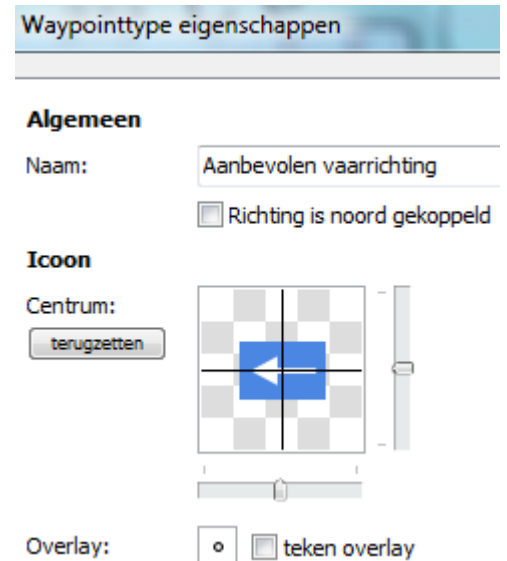 Waypointtype eigenschappen
Algemeen
Naam: Aanbevolen vaarrichting
Richting is noord gekoppeld
Icoon
Centrum:
terugzetten
Overlay: teken overlay